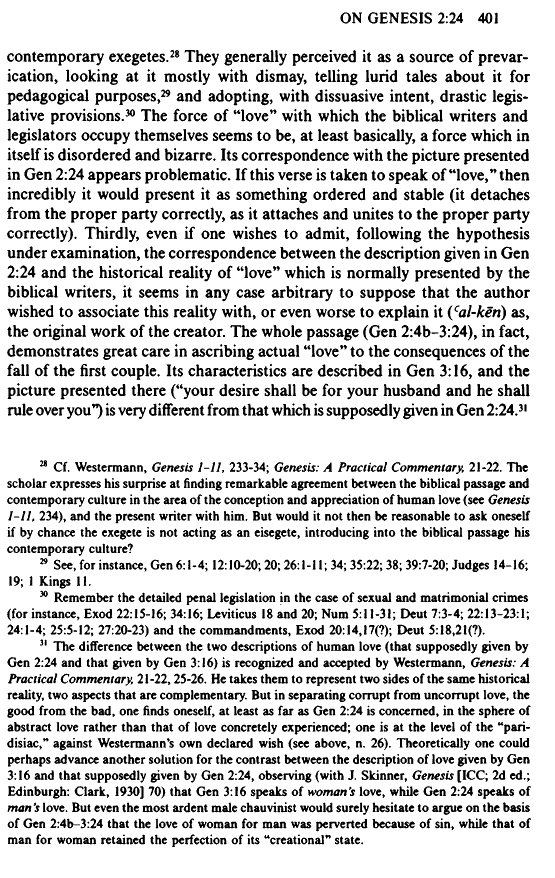 ON GENESIS 2:24 401
contemporary exegetes.²⁸ They generally perceived it as a source of prevar-
ication, looking at it mostly with dismay, telling lurid tales about it for
pedagogical purposes,²⁹ and adopting, with dissuasive intent, drastic legis-
lative provisions.³⁰ The force of “love” with which the biblical writers and
legislators occupy themselves seems to be, at least basically, a force which in
itself is disordered and bizarre. Its correspondence with the picture presented
in Gen 2:24 appears problematic. If this verse is taken to speak of “love,” then
incredibly it would present it as something ordered and stable (it detaches
from the proper party correctly, as it attaches and unites to the proper party
correctly). Thirdly, even if one wishes to admit, following the hypothesis
under examination, the correspondence between the description given in Gen
2:24 and the historical reality of “love” which is normally presented by the
biblical writers, it seems in any case arbitrary to suppose that the author
wished to associate this reality with, or even worse to explain it (ʿal-kēn) as,
the original work of the creator. The whole passage (Gen 2:4b–3:24), in fact,
demonstrates great care in ascribing actual “love” to the consequences of the
fall of the first couple. Its characteristics are described in Gen 3:16, and the
picture presented there (“your desire shall be for your husband and he shall
rule over you”) is very different from that which is supposedly given in Gen 2:24.³¹
²⁸ Cf. Westermann, Genesis 1–11, 233-34; Genesis: A Practical Commentary, 21-22. The
scholar expresses his surprise at finding remarkable agreement between the biblical passage and
contemporary culture in the area of the conception and appreciation of human love (see Genesis
1–11, 234), and the present writer with him. But would it not then be reasonable to ask oneself
if by chance the exegete is not acting as an eisegete, introducing into the biblical passage his
contemporary culture?
²⁹ See, for instance, Gen 6:1-4; 12:10-20; 20; 26:1-11; 34; 35:22; 38; 39:7-20; Judges 14–16;
19; 1 Kings 11.
³⁰ Remember the detailed penal legislation in the case of sexual and matrimonial crimes
(for instance, Exod 22:15-16; 34:16; Leviticus 18 and 20; Num 5:11-31; Deut 7:3-4; 22:13-23:1;
24:1-4; 25:5-12; 27:20-23) and the commandments, Exod 20:14,17(?); Deut 5:18,21(?).
³¹ The difference between the two descriptions of human love (that supposedly given by
Gen 2:24 and that given by Gen 3:16) is recognized and accepted by Westermann, Genesis: A
Practical Commentary, 21-22, 25-26. He takes them to represent two sides of the same historical
reality, two aspects that are complementary. But in separating corrupt from uncorrupt love, the
good from the bad, one finds oneself, at least as far as Gen 2:24 is concerned, in the sphere of
abstract love rather than that of love concretely experienced; one is at the level of the “pari-
disiac,” against Westermann’s own declared wish (see above, n. 26). Theoretically one could
perhaps advance another solution for the contrast between the description of love given by Gen
3:16 and that supposedly given by Gen 2:24, observing (with J. Skinner, Genesis [ICC; 2d ed.;
Edinburgh: Clark, 1930] 70) that Gen 3:16 speaks of woman’s love, while Gen 2:24 speaks of
man’s love. But even the most ardent male chauvinist would surely hesitate to argue on the basis
of Gen 2:4b–3:24 that the love of woman for man was perverted because of sin, while that of
man for woman retained the perfection of its “creational” state.